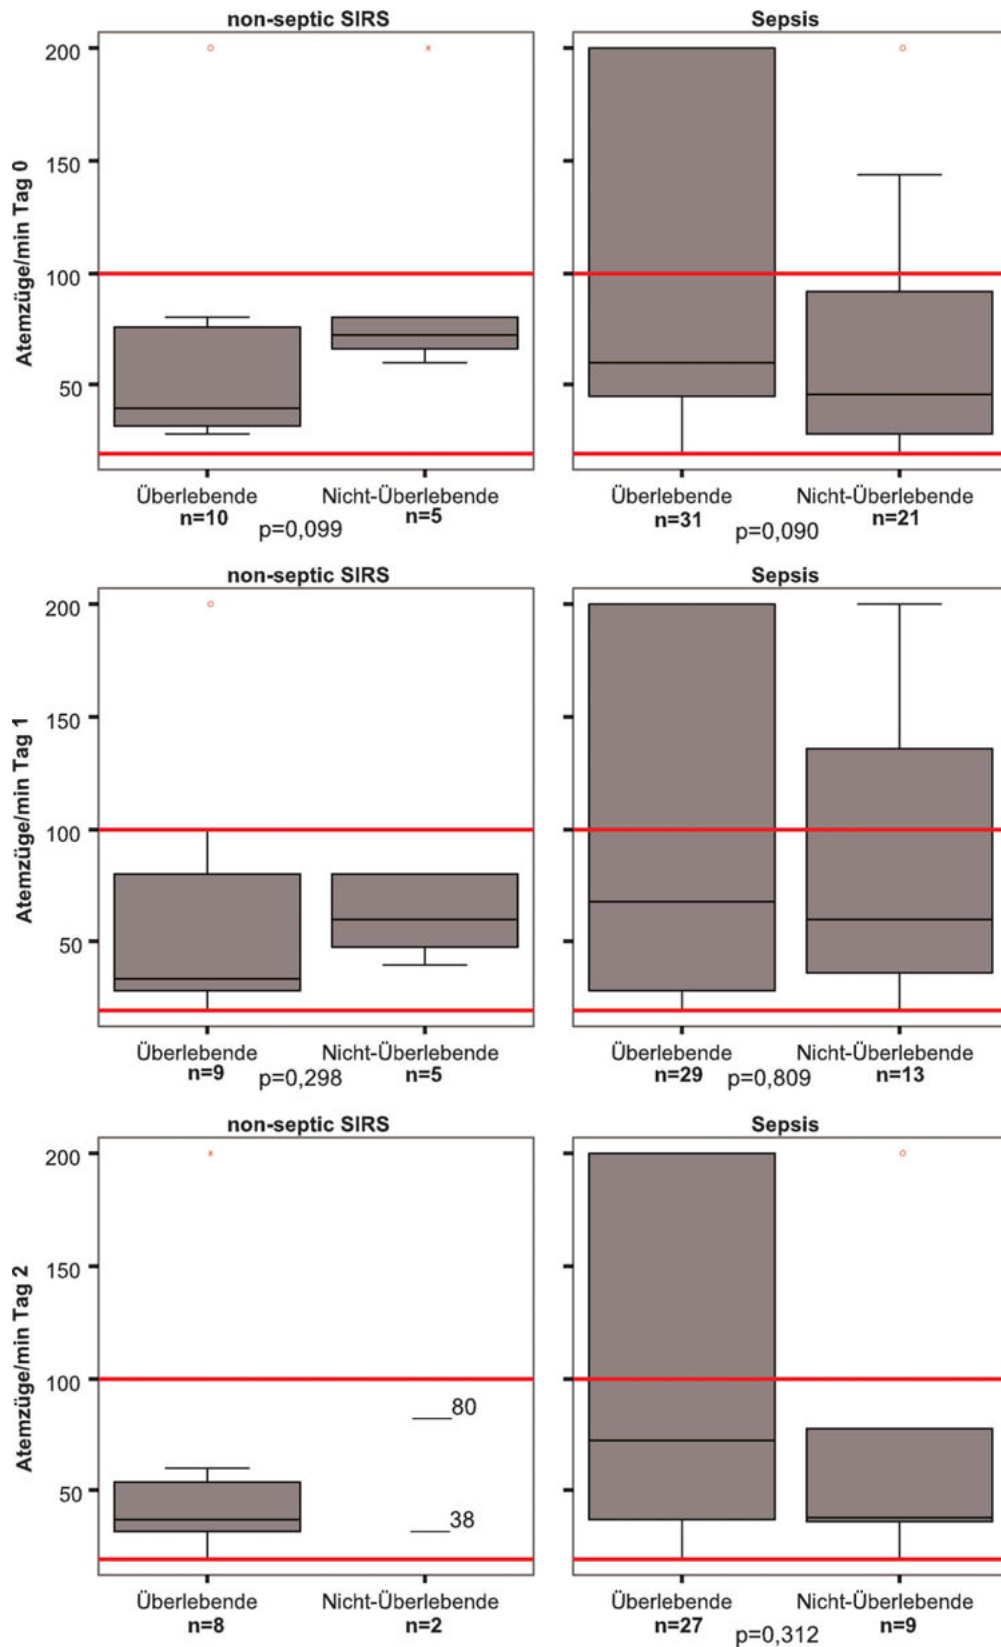 non-septic SIRS Sepsis
Atemzüge/min Tag 0
200
150
100
50
Überlebende Nicht-Überlebende Überlebende Nicht-Überlebende
n=10 n=5 n=31 n=21
p=0,099 p=0,090
non-septic SIRS Sepsis
Atemzüge/min Tag 1
200
150
100
50
Überlebende Nicht-Überlebende Überlebende Nicht-Überlebende
n=9 p=0,298 n=5 n=29 p=0,809 n=13
non-septic SIRS Sepsis
Atemzüge/min Tag 2
200
150
100
80
50
38
Überlebende Nicht-Überlebende Überlebende Nicht-Überlebende
n=8 n=2 n=27 p=0,312 n=9